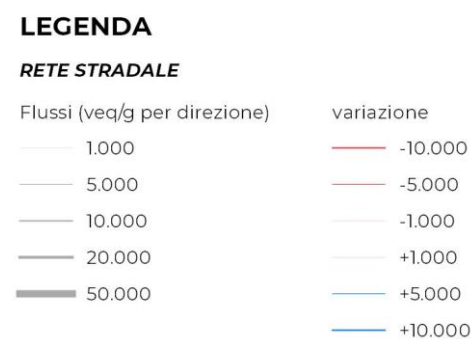 LEGENDA
RETE STRADALE
Flussi (veq/g per direzione)
1.000
5.000
10.000
20.000
50.000
variazione
-10.000
-5.000
-1.000
+1.000
+5.000
+10.000